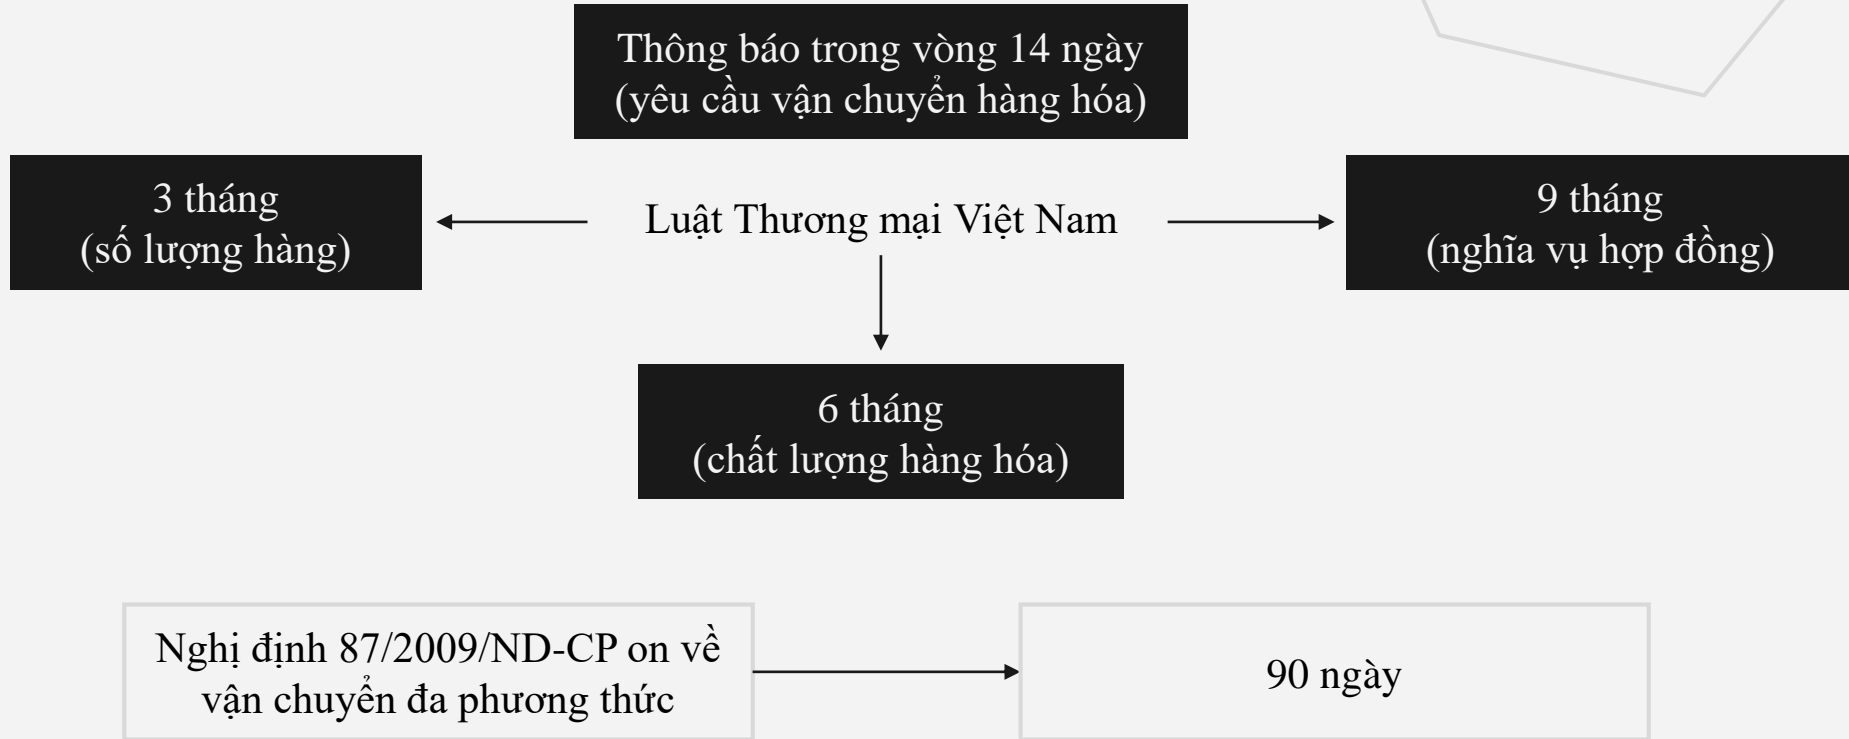 Thông báo trong vòng 14 ngày
(yêu cầu vận chuyển hàng hóa)
3 tháng
(số lượng hàng)
Luật Thương mại Việt Nam
9 tháng
(nghĩa vụ hợp đồng)
6 tháng
(chất lượng hàng hóa)
Nghị định 87/2009/ND-CP on về
vận chuyển đa phương thức
90 ngày